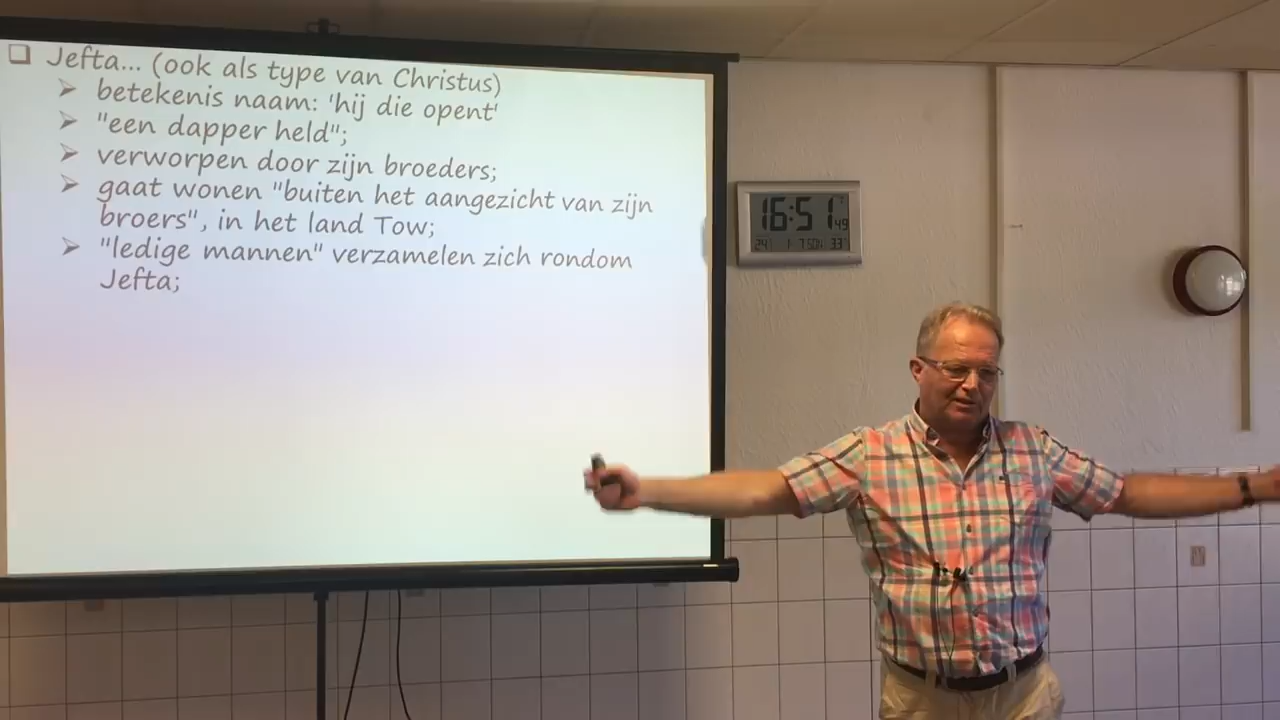 Jefta... (ook als type van Christus)
betekenis naam: 'hij die opent'
"een dapper held";
verworpen door zijn broeders;
gaat wonen "buiten het aangezicht van zijn
broers", in het land Tow;
"ledige mannen" verzamelen zich rondom
Jefta;
16:51 49